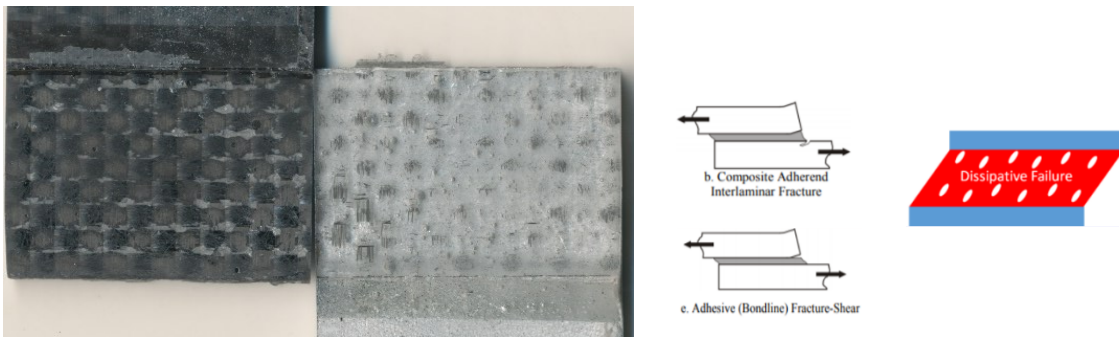 b. Composite Adherend
Interlaminar Fracture
e. Adhesive (Bondline) Fracture-Shear
Dissipative Failure